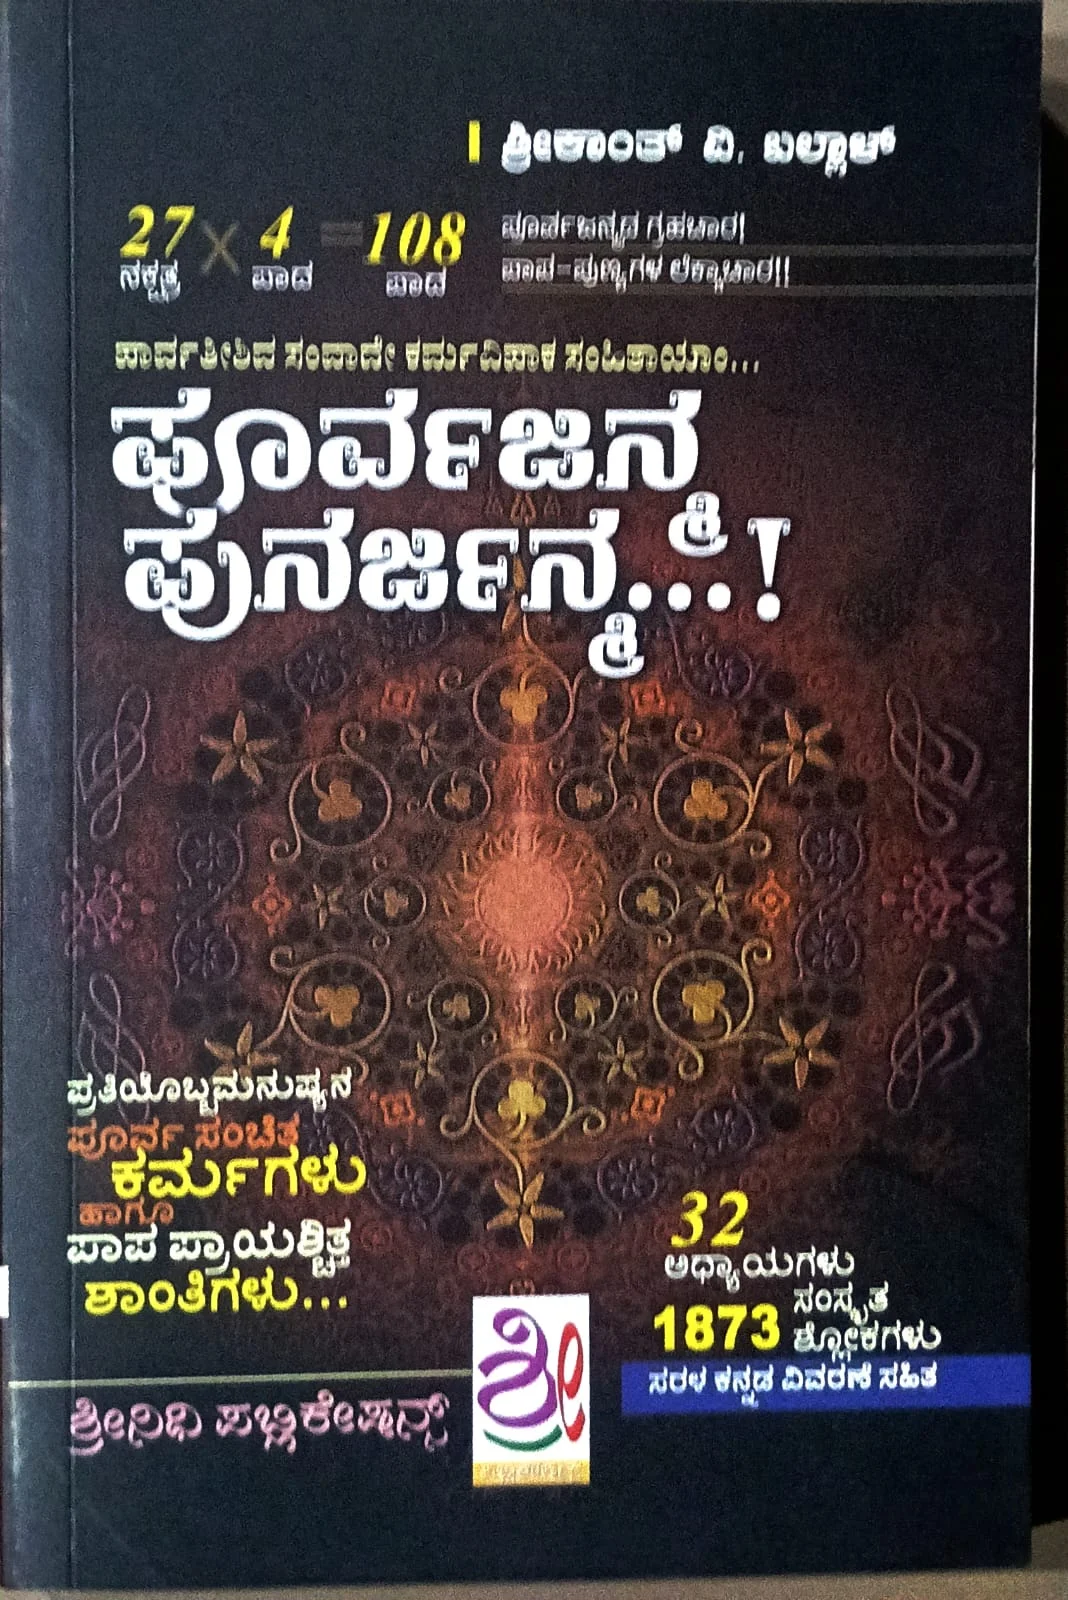 ಶ್ರೀಕಾಂತ್ ವಿ. ಬಲ್ಲಾಳ್
27 × 4 = 108
ನಕ್ಷತ್ರ ಪಾದ ಪಾದ
ಪೂರ್ವಜನ್ಮದ ಗ್ರಹಚಾರ|
ಪಾಪ-ಪುಣ್ಯಗಳ ಲೆಕ್ಕಾಚಾರ||
ಪಾರ್ವತೀಶಿವ ಸಂವಾದೇ ಕರ್ಮವಿಪಾಕ ಸಂಹಿತಾಯಾಂ...
ಪೂರ್ವಜನ್ಮ
ಪುನರ್ಜನ್ಮ...!
ಪ್ರತಿಯೊಬ್ಬಮನುಷ್ಯನ
ಪೂರ್ವ ಸಂಚಿತ
ಕರ್ಮಗಳು
ಹಾಗೂ
ಪಾಪ ಪ್ರಾಯಶ್ಚಿತ್ತ
ಶಾಂತಿಗಳು...
32
ಅಧ್ಯಾಯಗಳು
1873 ಸಂಸ್ಕೃತ
ಶ್ಲೋಕಗಳು
ಸರಳ ಕನ್ನಡ ವಿವರಣೆ ಸಹಿತ
ಶ್ರೀನಿಧಿ ಪಬ್ಲಿಕೇಷನ್ಸ್
ಶ್ರೀ